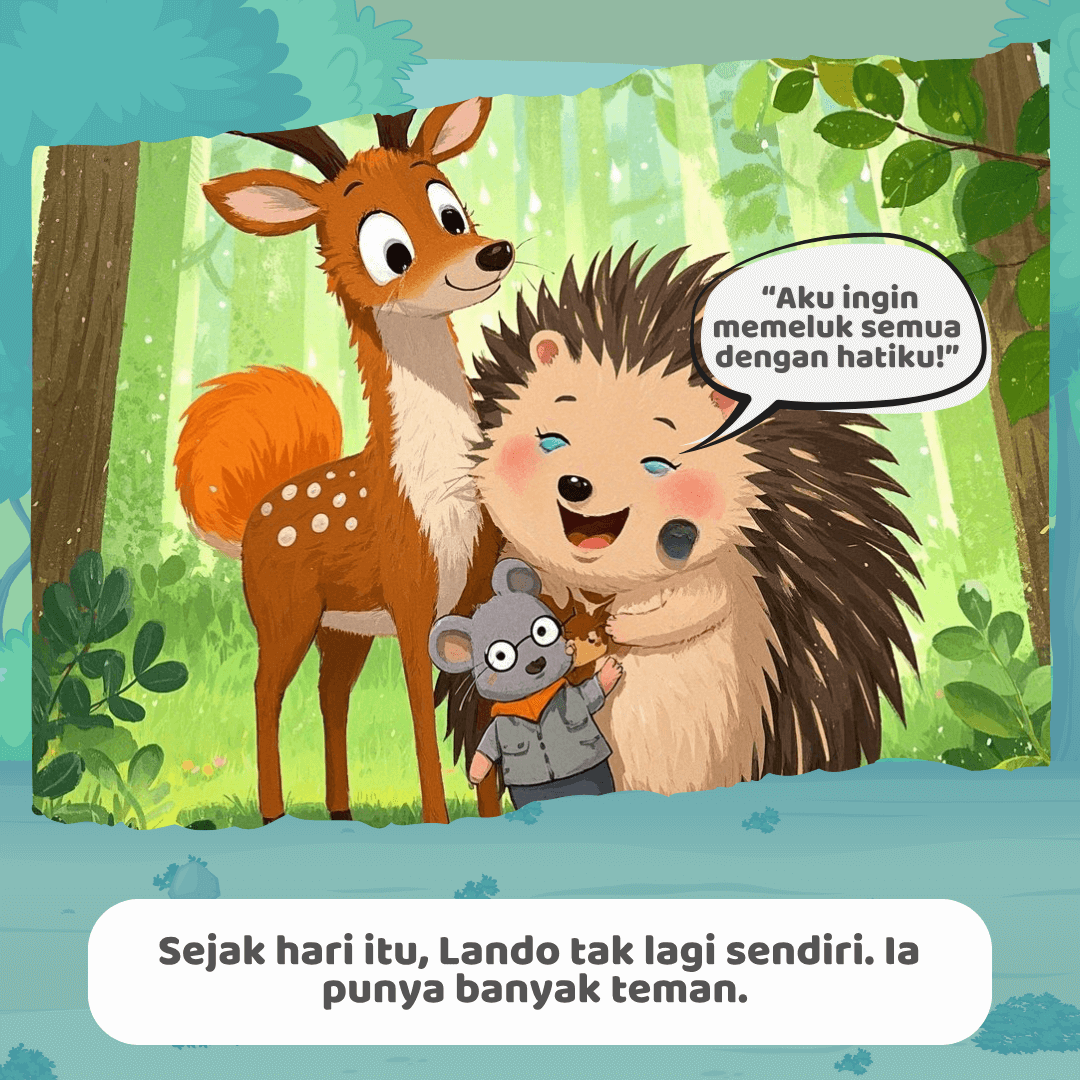 “Aku ingin
memeluk semua
dengan hatiku!”
Sejak hari itu, Lando tak lagi sendiri. Ia
punya banyak teman.